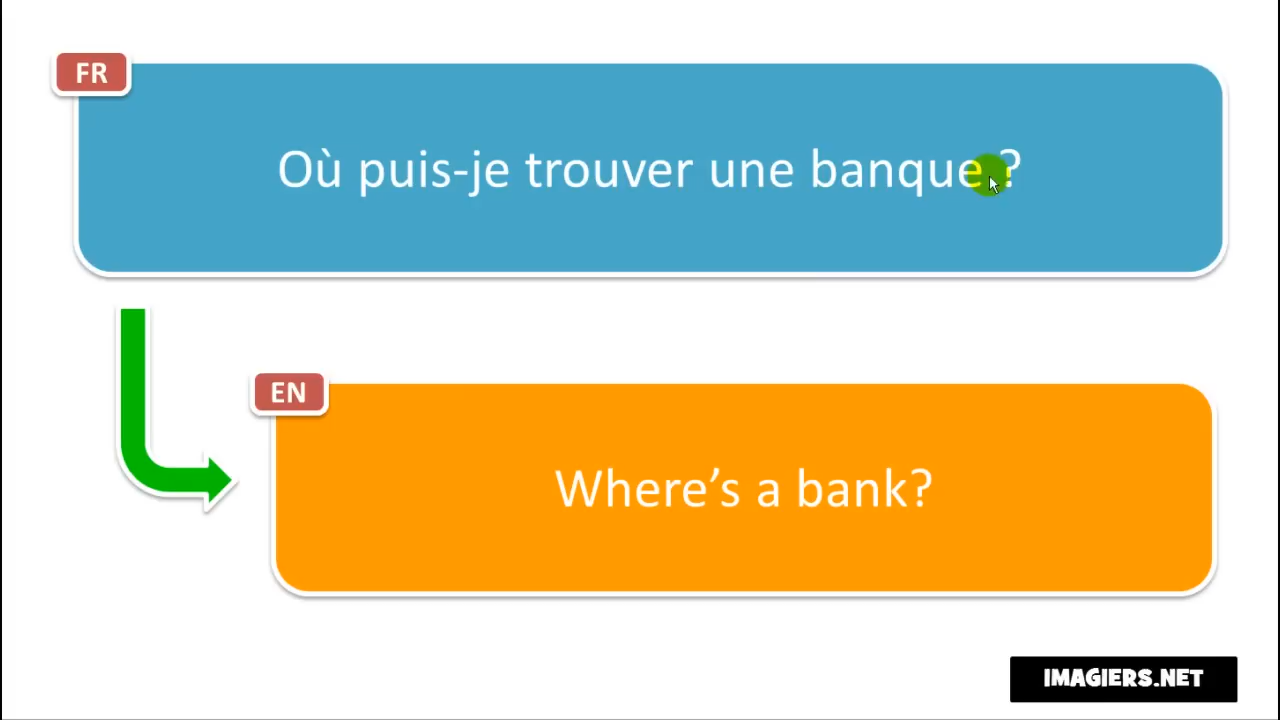 FR
Où puis-je trouver une banque ?
EN
Where’s a bank?
IMAGIERS.NET